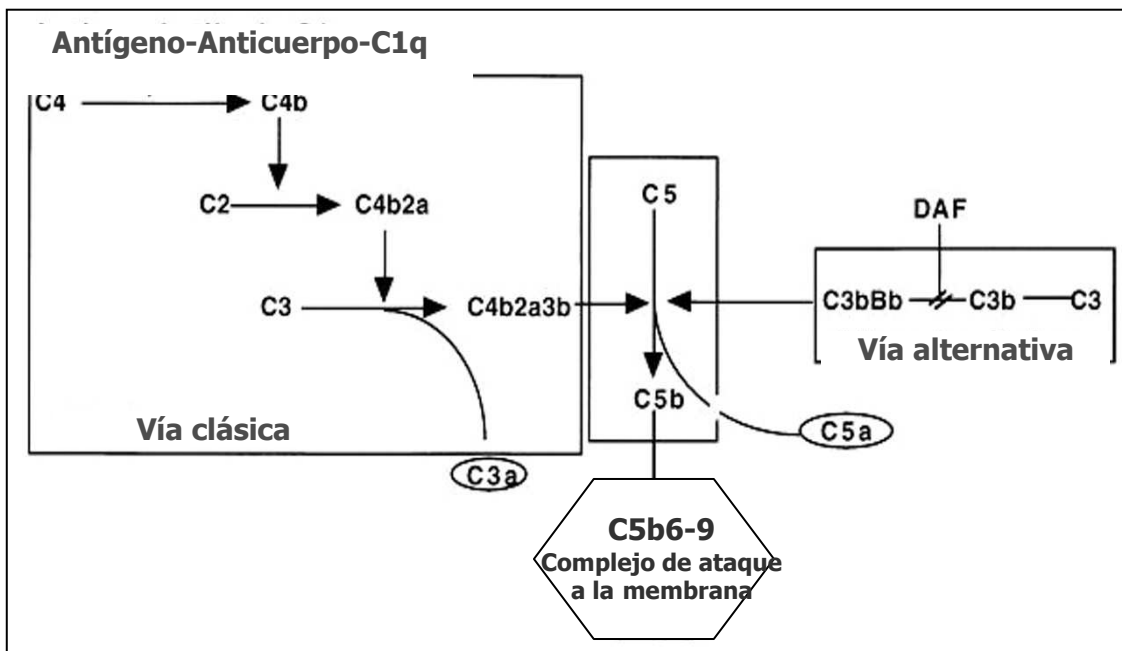 Antígeno-Anticuerpo-C1q
C4 C4b
C2 C4b2a
C5
DAF
C3 C4b2a3b
C3bBb C3b C3
Vía alternativa
C5b
C5a
Vía clásica
C3a
C5b6-9
Complejo de ataque
a la membrana